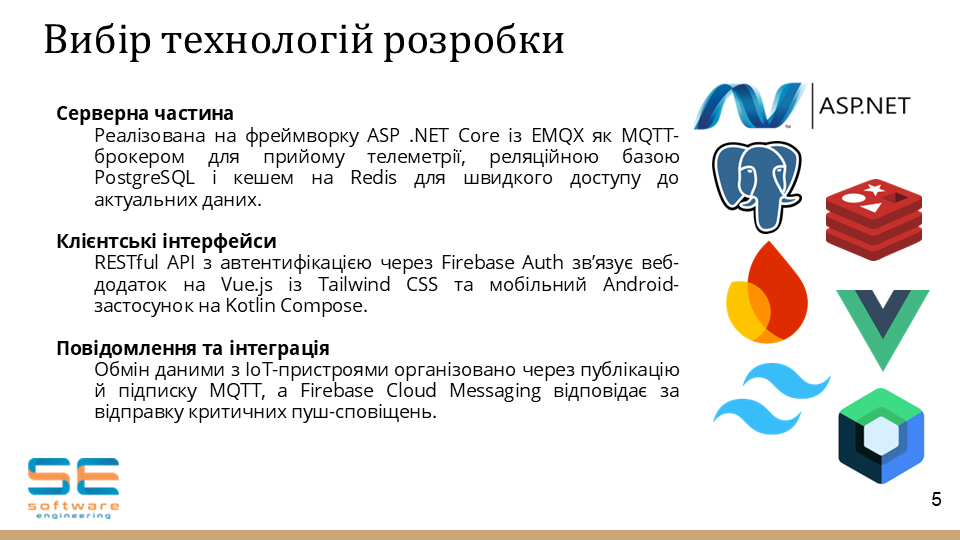 Вибір технологій розробки
Серверна частина
Реалізована на фреймворку ASP .NET Core із EMQX як MQTT-
брокером для прийому телеметрії, реляційною базою
PostgreSQL і кешем на Redis для швидкого доступу до
актуальних даних.
Клієнтські інтерфейси
RESTful API з автентифікацією через Firebase Auth зв’язує веб-
додаток на Vue.js із Tailwind CSS та мобільний Android-
застосунок на Kotlin Compose.
Повідомлення та інтеграція
Обмін даними з IoT-пристроями організовано через публікацію
й підписку MQTT, а Firebase Cloud Messaging відповідає за
відправку критичних пуш-сповіщень.
ASP.NET
TM
SE
software
engineering
5